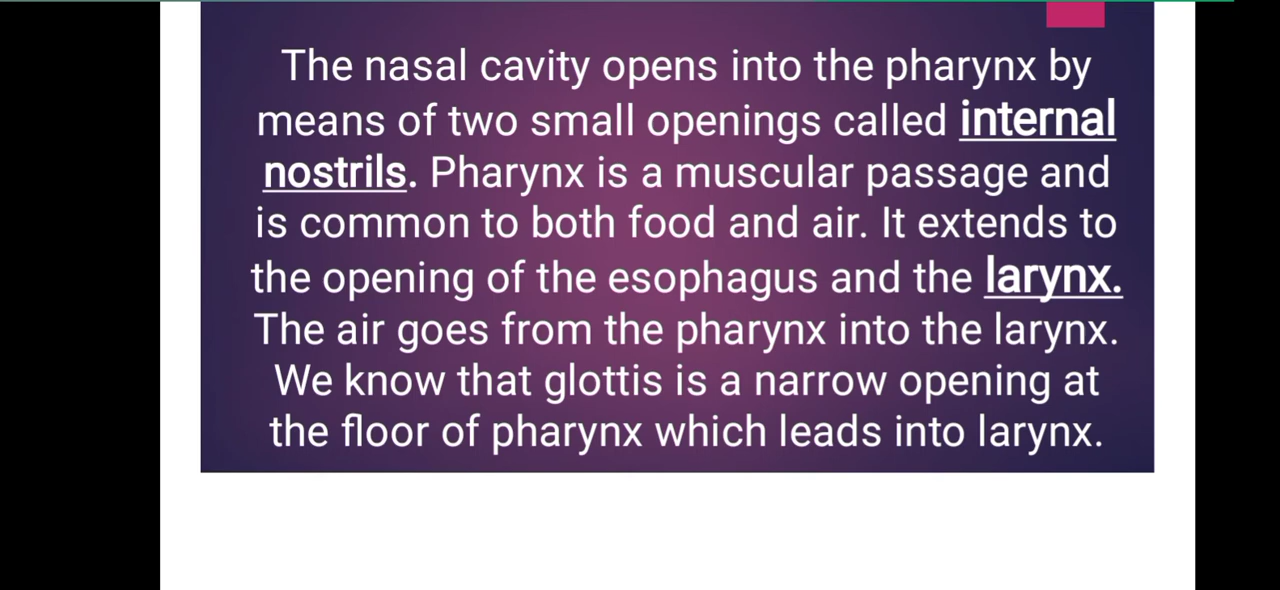 The nasal cavity opens into the pharynx by
means of two small openings called internal
nostrils. Pharynx is a muscular passage and
is common to both food and air. It extends to
the opening of the esophagus and the larynx.
The air goes from the pharynx into the larynx.
We know that glottis is a narrow opening at
the floor of pharynx which leads into larynx.